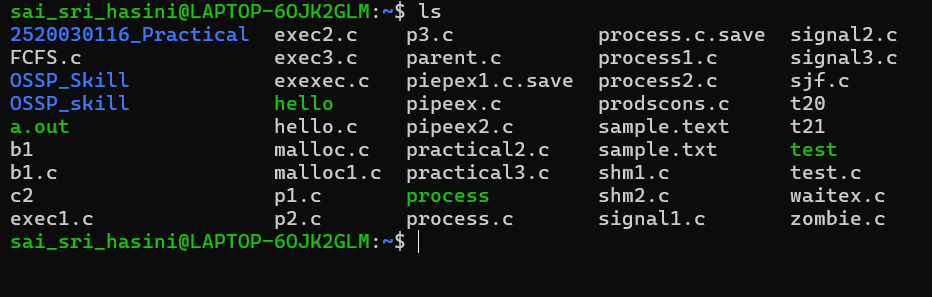 sai_sri_hasini@LAPTOP-6OJK2GLM:~$ ls
2520030116_Practical  exec2.c    p3.c            process.c.save  signal2.c
FCFS.c                exec3.c    parent.c        process1.c      signal3.c
OSSP_Skill            exexec.c   piepex1.c.save  process2.c      sjf.c
OSSP_skill            hello      pipeex.c        prodscons.c     t20
a.out                 hello.c    pipeex2.c       sample.text     t21
b1                    malloc.c   practical2.c    sample.txt      test
b1.c                  malloc1.c  practical3.c    shm1.c          test.c
c2                    p1.c       process         shm2.c          waitex.c
exec1.c               p2.c       process.c       signal1.c       zombie.c
sai_sri_hasini@LAPTOP-6OJK2GLM:~$